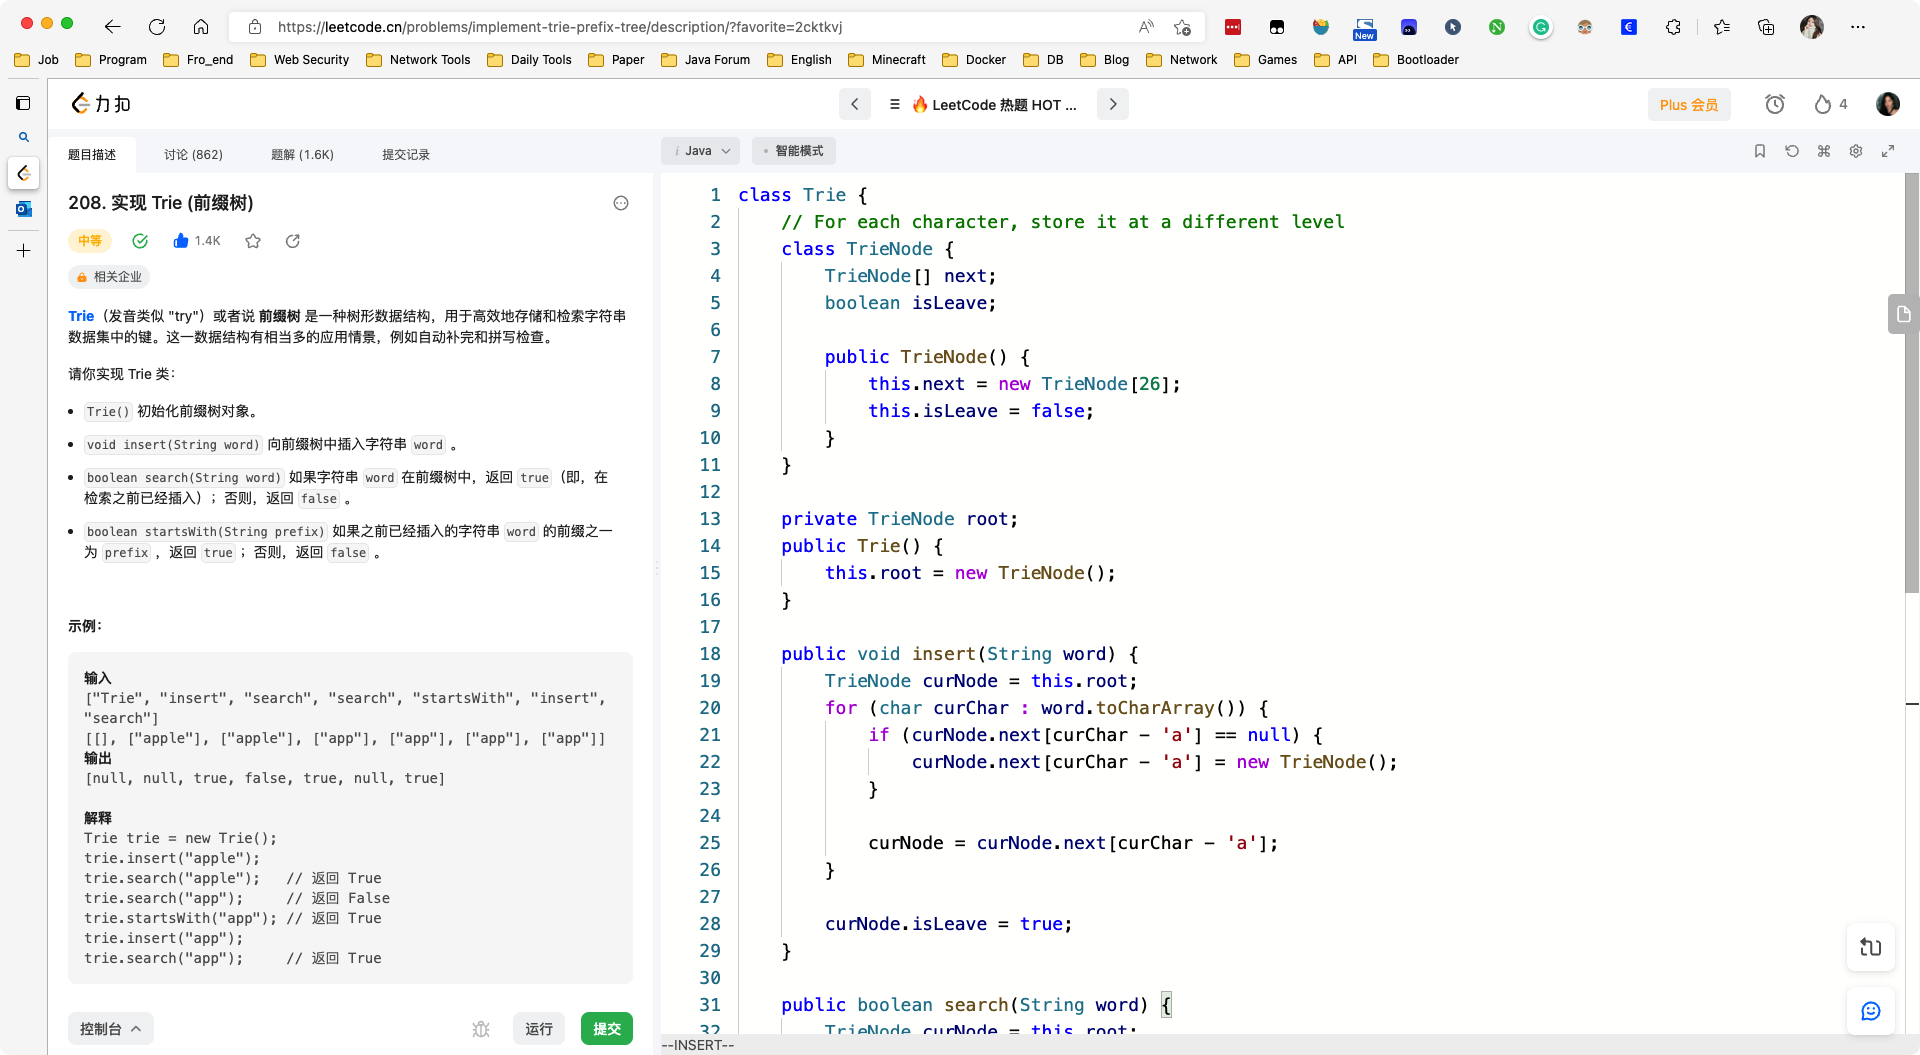 https://leetcode.cn/problems/implement-trie-prefix-tree/description/?favorite=2cktkvj
New
Job Program Fro_end Web Security Network Tools Daily Tools Paper Java Forum English Minecraft Docker DB Blog Network Games API Bootloader
力扣
LeetCode 热题 HOT ...
Plus 会员
4
题目描述 讨论 (862) 题解 (1.6K) 提交记录
208. 实现 Trie (前缀树)
中等 1.4K
相关企业
Trie（发音类似 "try"）或者说 前缀树 是一种树形数据结构，用于高效地存储和检索字符串
数据集中的键。这一数据结构有相当多的应用情景，例如自动补完和拼写检查。
请你实现 Trie 类：
• Trie() 初始化前缀树对象。
• void insert(String word) 向前缀树中插入字符串 word 。
• boolean search(String word) 如果字符串 word 在前缀树中，返回 true（即，在
检索之前已经插入）；否则，返回 false 。
• boolean startsWith(String prefix) 如果之前已经插入的字符串 word 的前缀之一
为 prefix ，返回 true ；否则，返回 false 。
示例：
输入
["Trie", "insert", "search", "search", "startsWith", "insert",
"search"]
[[], ["apple"], ["apple"], ["app"], ["app"], ["app"], ["app"]]
输出
[null, null, true, false, true, null, true]
解释
Trie trie = new Trie();
trie.insert("apple");
trie.search("apple");   // 返回 True
trie.search("app");     // 返回 False
trie.startsWith("app"); // 返回 True
trie.insert("app");
trie.search("app");     // 返回 True
控制台 运行 提交
i Java • 智能模式
1 class Trie {
2     // For each character, store it at a different level
3     class TrieNode {
4         TrieNode[] next;
5         boolean isLeave;
6
7         public TrieNode() {
8             this.next = new TrieNode[26];
9             this.isLeave = false;
10         }
11     }
12
13     private TrieNode root;
14     public Trie() {
15         this.root = new TrieNode();
16     }
17
18     public void insert(String word) {
19         TrieNode curNode = this.root;
20         for (char curChar : word.toCharArray()) {
21             if (curNode.next[curChar - 'a'] == null) {
22                 curNode.next[curChar - 'a'] = new TrieNode();
23             }
24
25             curNode = curNode.next[curChar - 'a'];
26         }
27
28         curNode.isLeave = true;
29     }
30
31     public boolean search(String word) {
32         TrieNode curNode = this.root;
--INSERT--